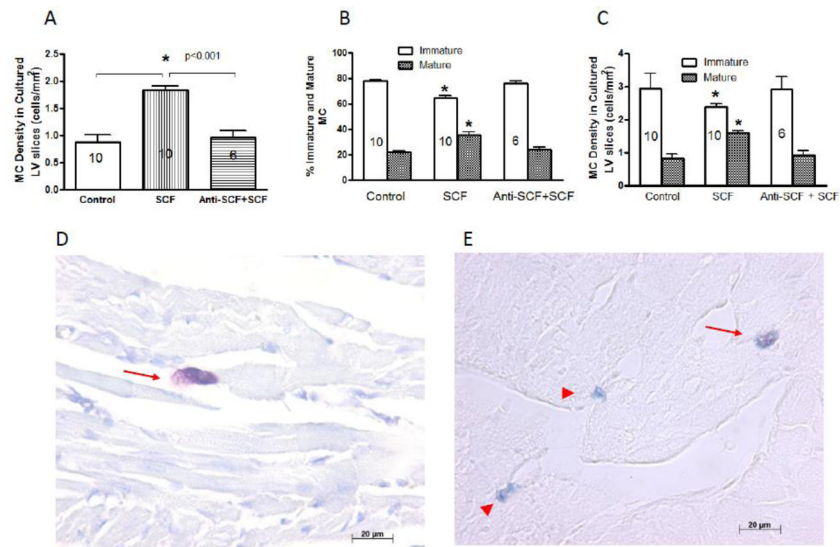 A
MC Density in Cultured
LV slices (cells/mm²)
2.5
2.0
1.5
1.0
0.5
0.0
* p<0.001
10
10
6
Control SCF Anti-SCF+SCF
B
% Immature and Mature
MC
100
80
60
40
20
0
Immature
Mature
*
*
10
10
6
Control SCF Anti-SCF+SCF
C
MC Density in Cultured
LV slices (cells/mm²)
4
3
2
1
0
Immature
Mature
*
*
10
10
6
Control SCF Anti-SCF + SCF
D
20 µm
E
20 µm